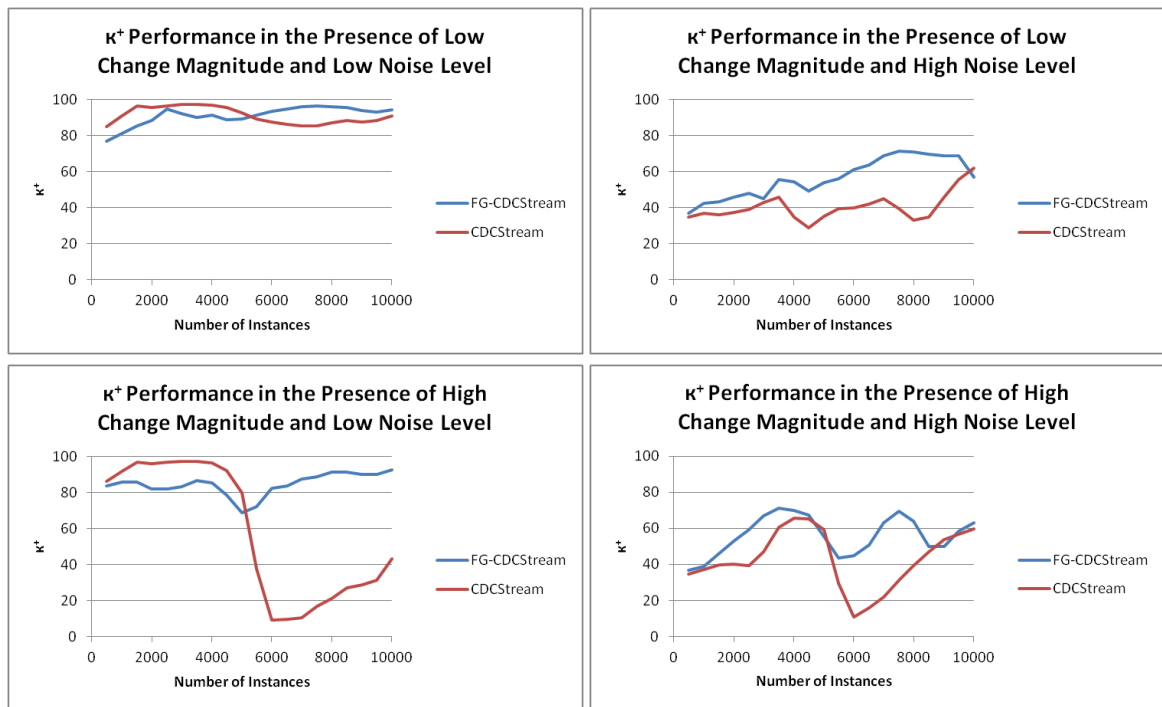 κ⁺ Performance in the Presence of Low
Change Magnitude and Low Noise Level
100
80
60
40
20
0
κ⁺
0 2000 4000 6000 8000 10000
Number of Instances
FG-CDCStream
CDCStream
κ⁺ Performance in the Presence of Low
Change Magnitude and High Noise Level
100
80
60
40
20
0
κ⁺
0 2000 4000 6000 8000 10000
Number of Instances
FG-CDCStream
CDCStream
κ⁺ Performance in the Presence of High
Change Magnitude and Low Noise Level
100
80
60
40
20
0
κ⁺
0 2000 4000 6000 8000 10000
Number of Instances
FG-CDCStream
CDCStream
κ⁺ Performance in the Presence of High
Change Magnitude and High Noise Level
100
80
60
40
20
0
κ⁺
0 2000 4000 6000 8000 10000
Number of Instances
FG-CDCStream
CDCStream